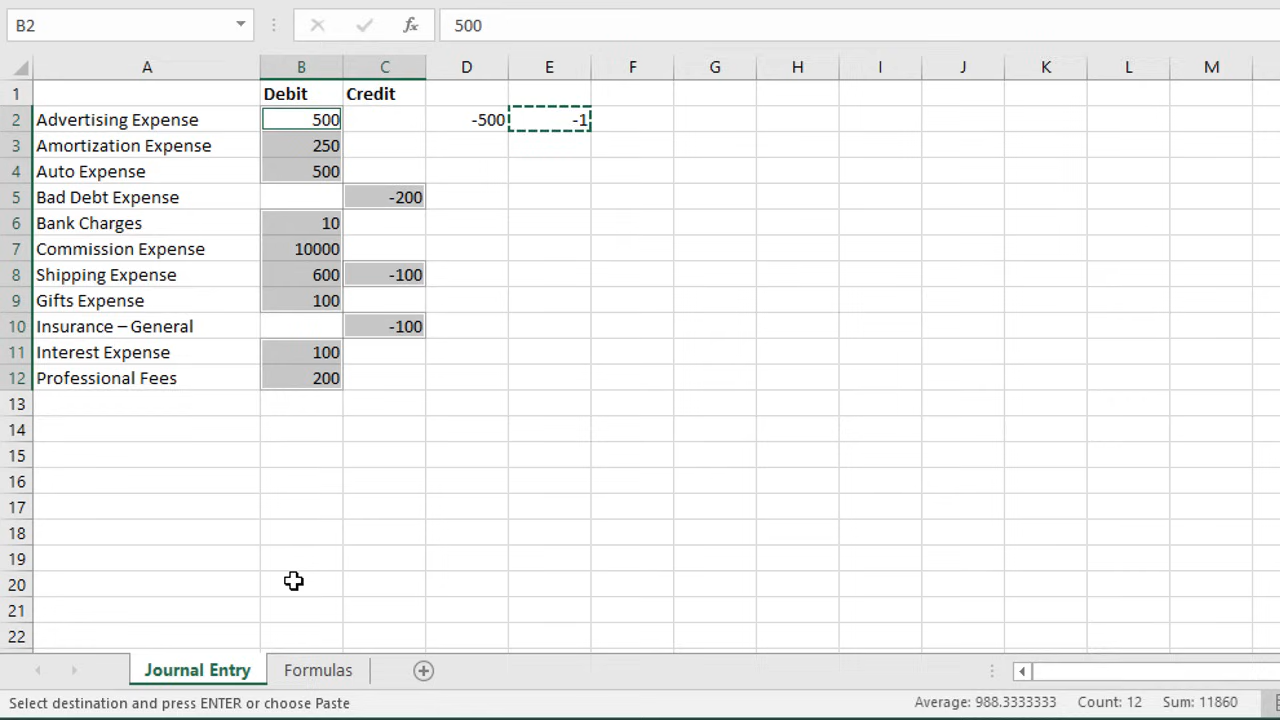 B2 fx 500
A B C D E F G H I J K L M
1 Debit Credit
2 Advertising Expense 500 -500 -1
3 Amortization Expense 250
4 Auto Expense 500
5 Bad Debt Expense -200
6 Bank Charges 10
7 Commission Expense 10000
8 Shipping Expense 600 -100
9 Gifts Expense 100
10 Insurance – General -100
11 Interest Expense 100
12 Professional Fees 200
13
14
15
16
17
18
19
20
21
22
Journal Entry Formulas
Select destination and press ENTER or choose Paste Average: 988.3333333 Count: 12 Sum: 11860